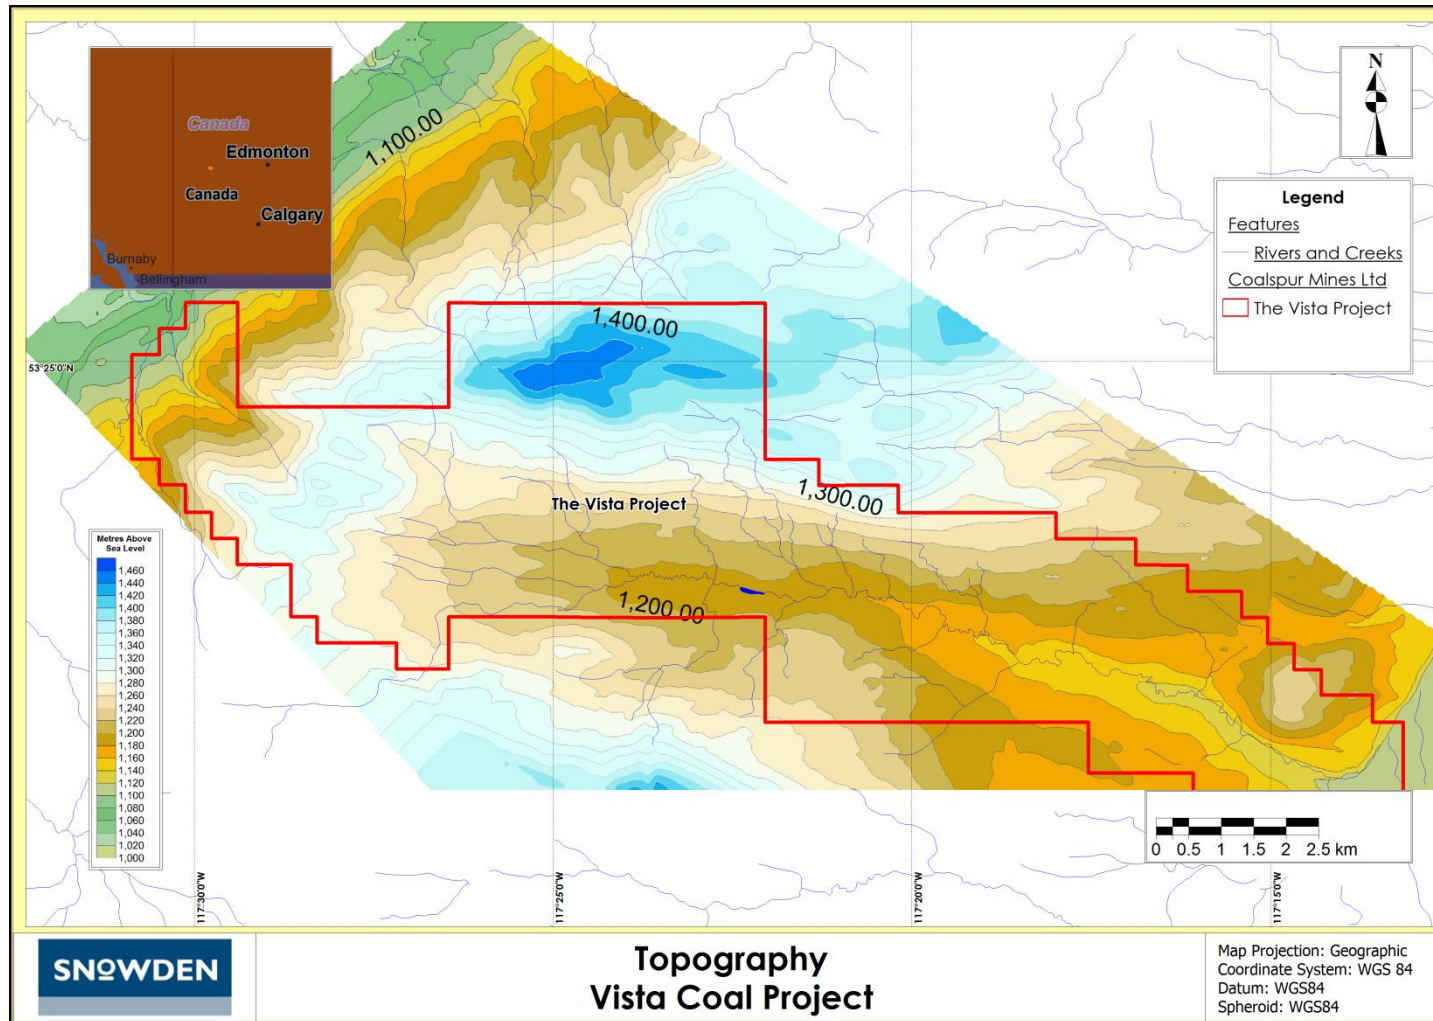 Canada
Edmonton
Canada
Calgary
Burnaby
Bellingham
1,100.00
N
Legend
Features
Rivers and Creeks
Coalspur Mines Ltd
The Vista Project
1,400.00
53°25'0"N
1,300.00
The Vista Project
1,200.00
Metres Above
Sea Level
1,460
1,440
1,420
1,400
1,380
1,360
1,340
1,320
1,300
1,280
1,260
1,240
1,220
1,200
1,180
1,160
1,140
1,120
1,100
1,080
1,060
1,040
1,020
1,000
0 0.5 1 1.5 2 2.5 km
117°30'0"W
117°25'0"W
117°20'0"W
117°15'0"W
SNOWDEN
Topography
Vista Coal Project
Map Projection: Geographic
Coordinate System: WGS 84
Datum: WGS84
Spheroid: WGS84